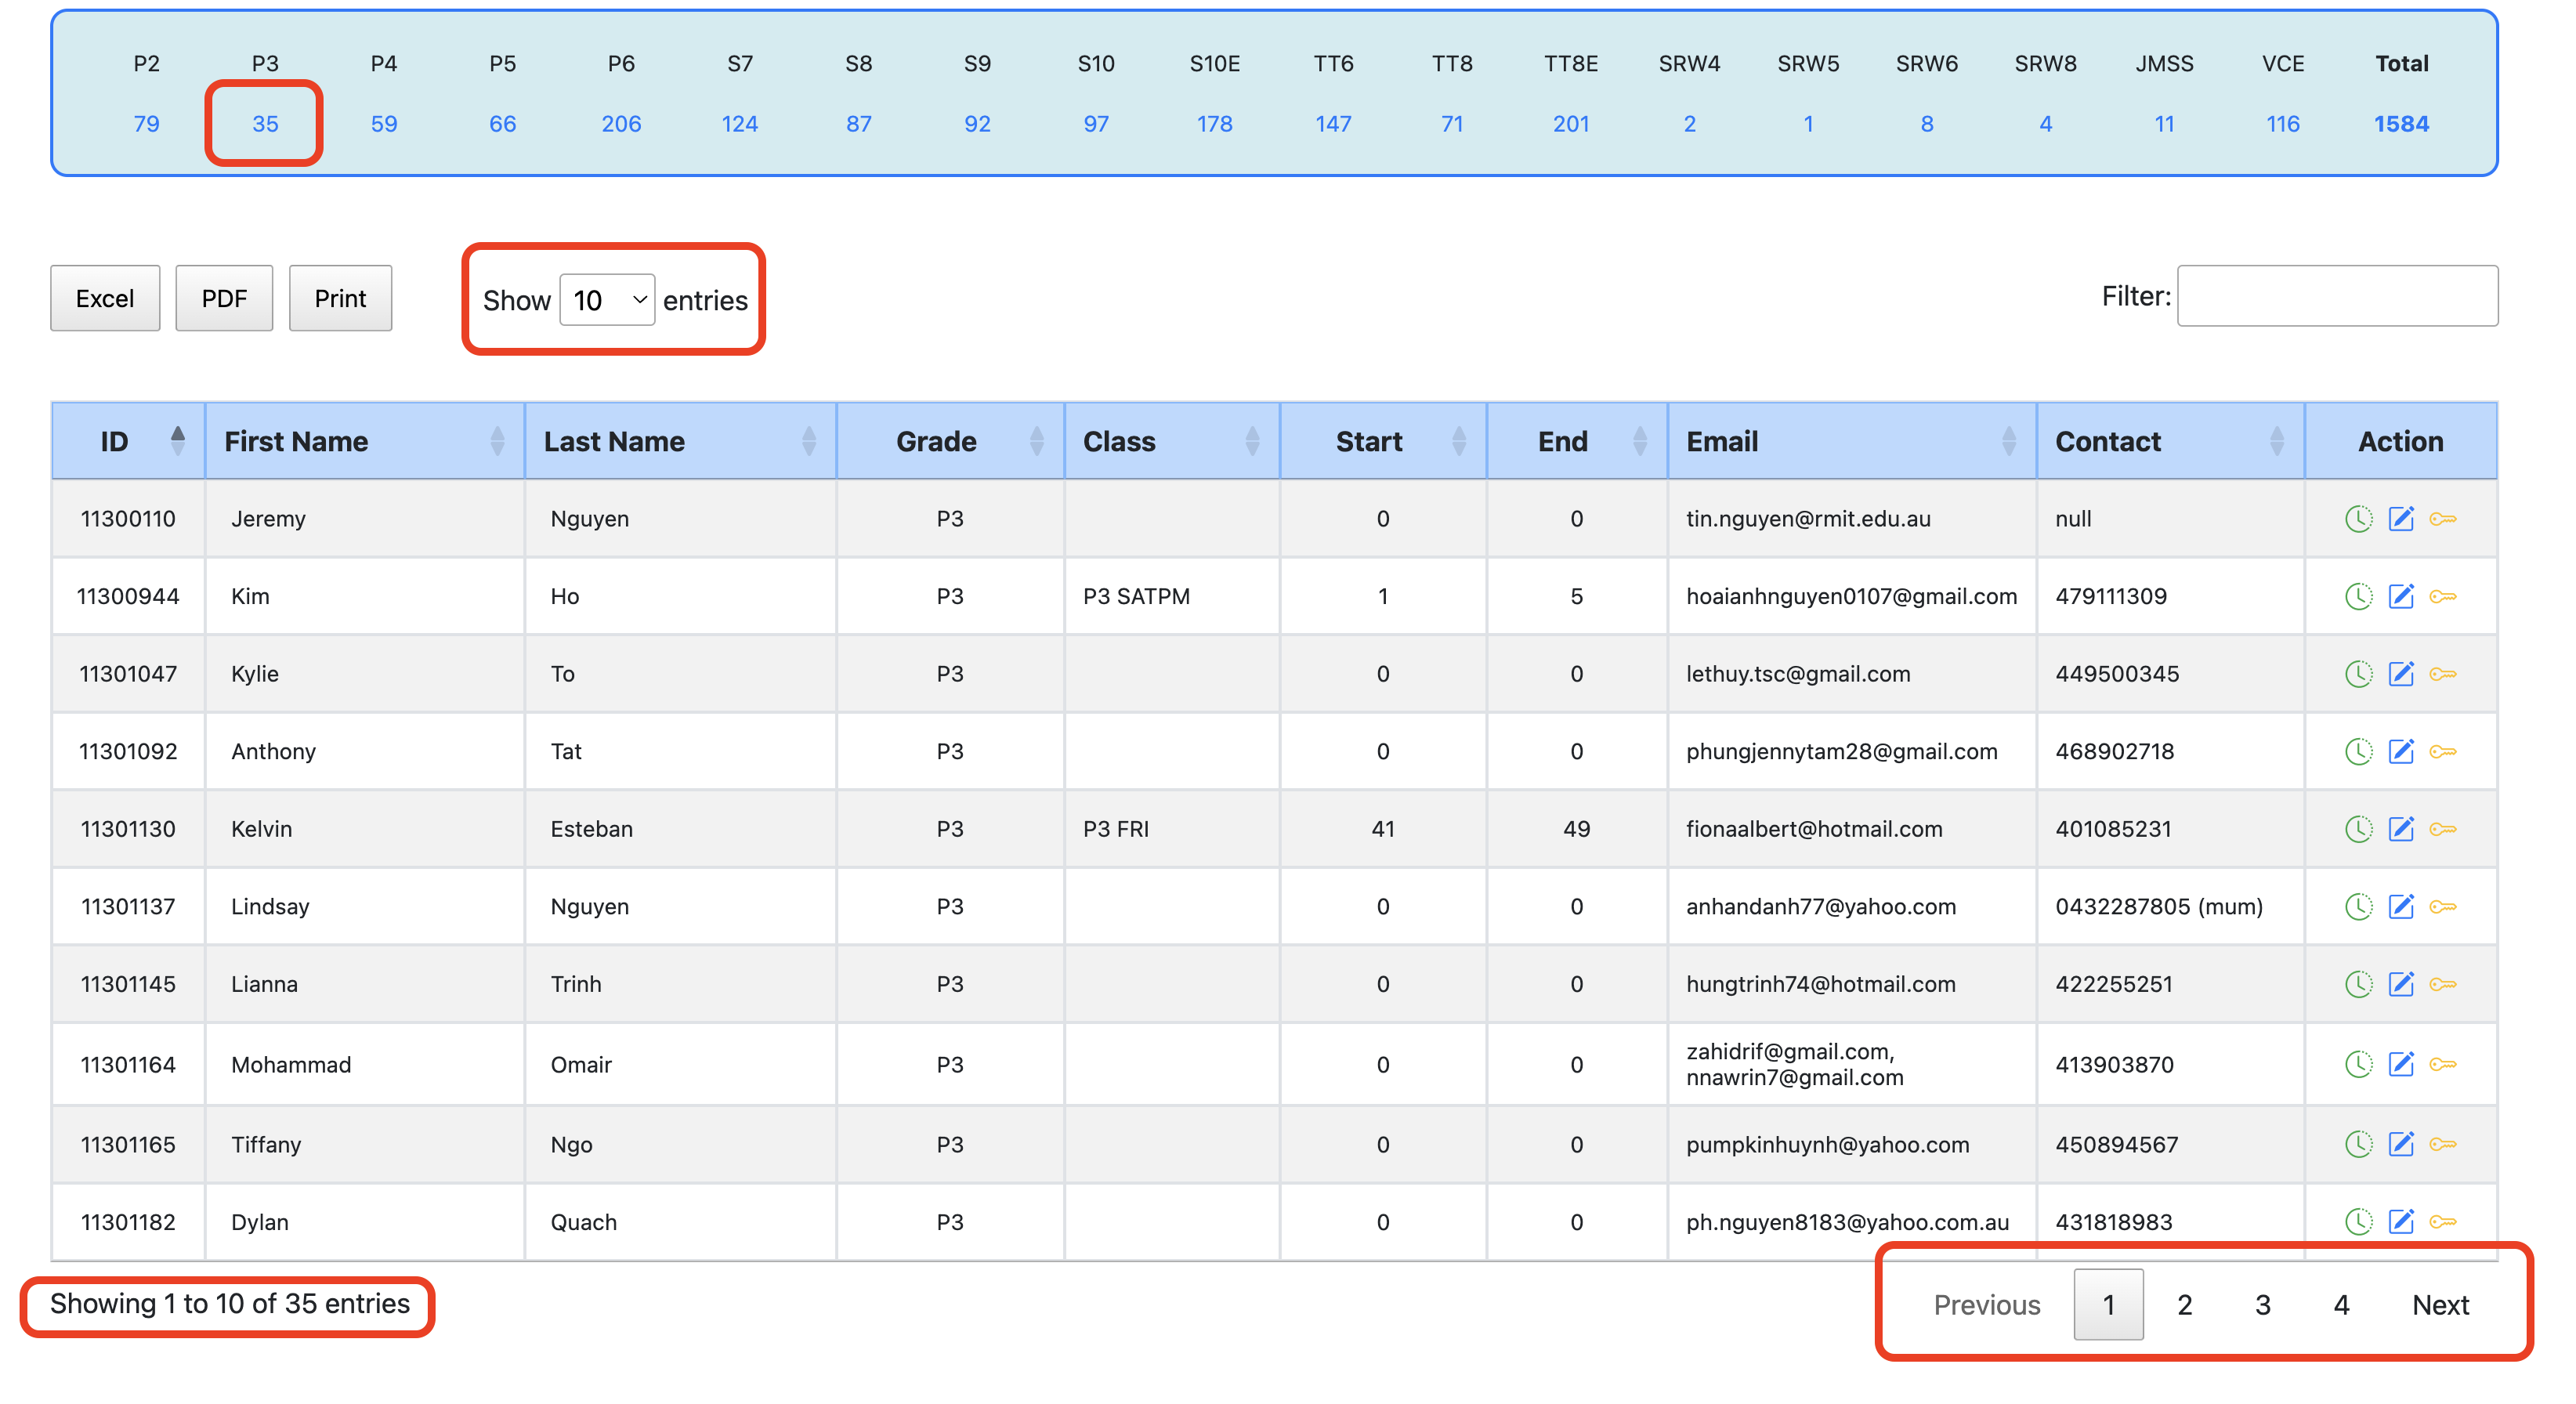 P2 P3 P4 P5 P6 S7 S8 S9 S10 S10E TT6 TT8 TT8E SRW4 SRW5 SRW6 SRW8 JMSS VCE Total
79 35 59 66 206 124 87 92 97 178 147 71 201 2 1 8 4 11 116 1584
Excel PDF Print Show 10 entries Filter:
ID First Name Last Name Grade Class Start End Email Contact Action
11300110 Jeremy Nguyen P3 0 0 tin.nguyen@rmit.edu.au null
11300944 Kim Ho P3 P3 SATPM 1 5 hoaianhnguyen0107@gmail.com 479111309
11301047 Kylie To P3 0 0 lethuy.tsc@gmail.com 449500345
11301092 Anthony Tat P3 0 0 phungjennytam28@gmail.com 468902718
11301130 Kelvin Esteban P3 P3 FRI 41 49 fionaalbert@hotmail.com 401085231
11301137 Lindsay Nguyen P3 0 0 anhandanh77@yahoo.com 0432287805 (mum)
11301145 Lianna Trinh P3 0 0 hungtrinh74@hotmail.com 422255251
11301164 Mohammad Omair P3 0 0 zahidrif@gmail.com, 413903870
nnawrin7@gmail.com
11301165 Tiffany Ngo P3 0 0 pumpkinhuynh@yahoo.com 450894567
11301182 Dylan Quach P3 0 0 ph.nguyen8183@yahoo.com.au 431818983
Showing 1 to 10 of 35 entries Previous 1 2 3 4 Next